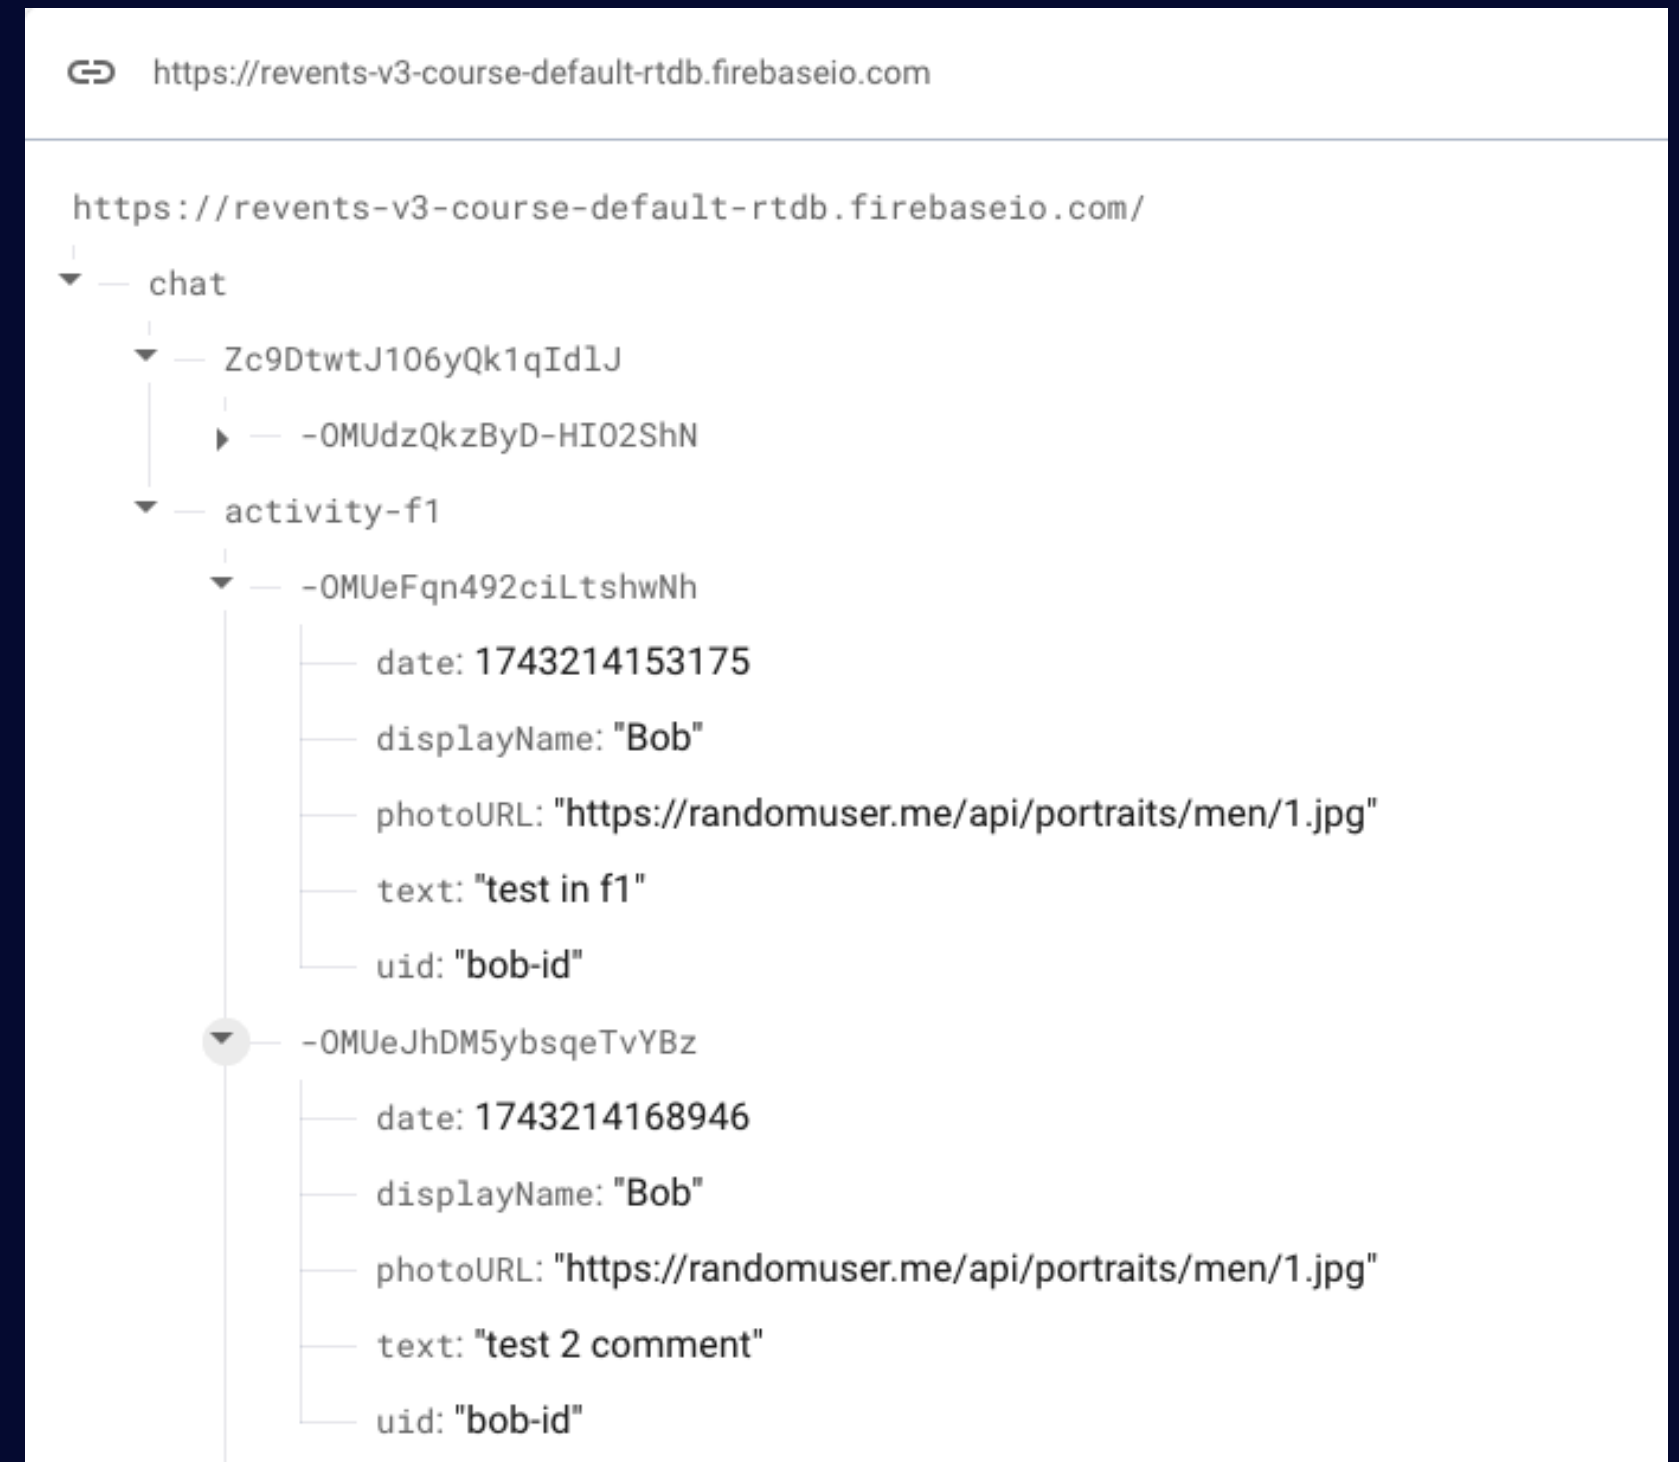 https://revents-v3-course-default-rtdb.firebaseio.com
https://revents-v3-course-default-rtdb.firebaseio.com/
chat
Zc9DtwtJ1O6yQk1qIdlJ
-OMUdzQkzByD-HIO2ShN
activity-f1
-OMUeFqn492ciLtshwNh
date: 1743214153175
displayName: "Bob"
photoURL: "https://randomuser.me/api/portraits/men/1.jpg"
text: "test in f1"
uid: "bob-id"
-OMUeJhDM5ybsqeTvYBz
date: 1743214168946
displayName: "Bob"
photoURL: "https://randomuser.me/api/portraits/men/1.jpg"
text: "test 2 comment"
uid: "bob-id"